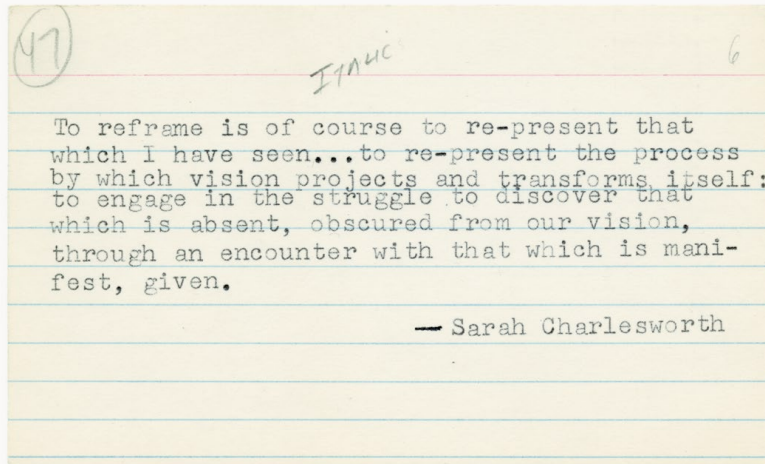 47
ITALIC
6
To reframe is of course to re-present that
which I have seen...to re-present the process
by which vision projects and transforms itself:
to engage in the struggle to discover that
which is absent, obscured from our vision,
through an encounter with that which is mani-
fest, given.
— Sarah Charlesworth